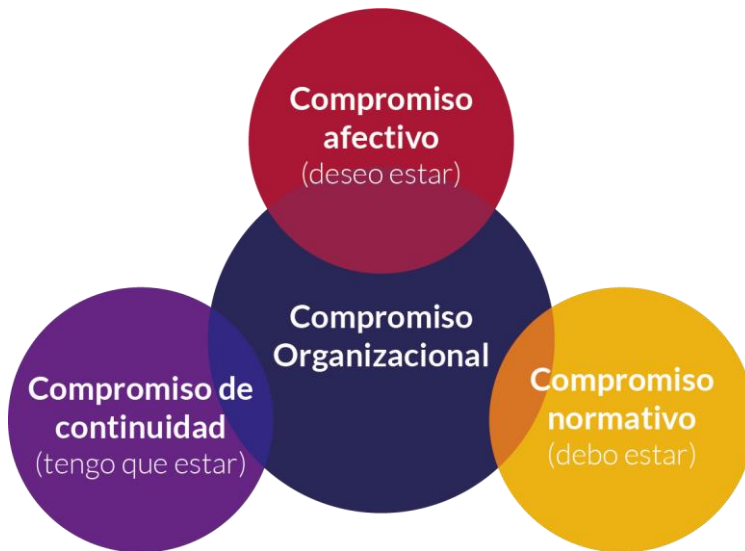 Compromiso
afectivo
(deseo estar)
Compromiso
Organizacional
Compromiso de
continuidad
(tengo que estar)
Compromiso
normativo
(debo estar)